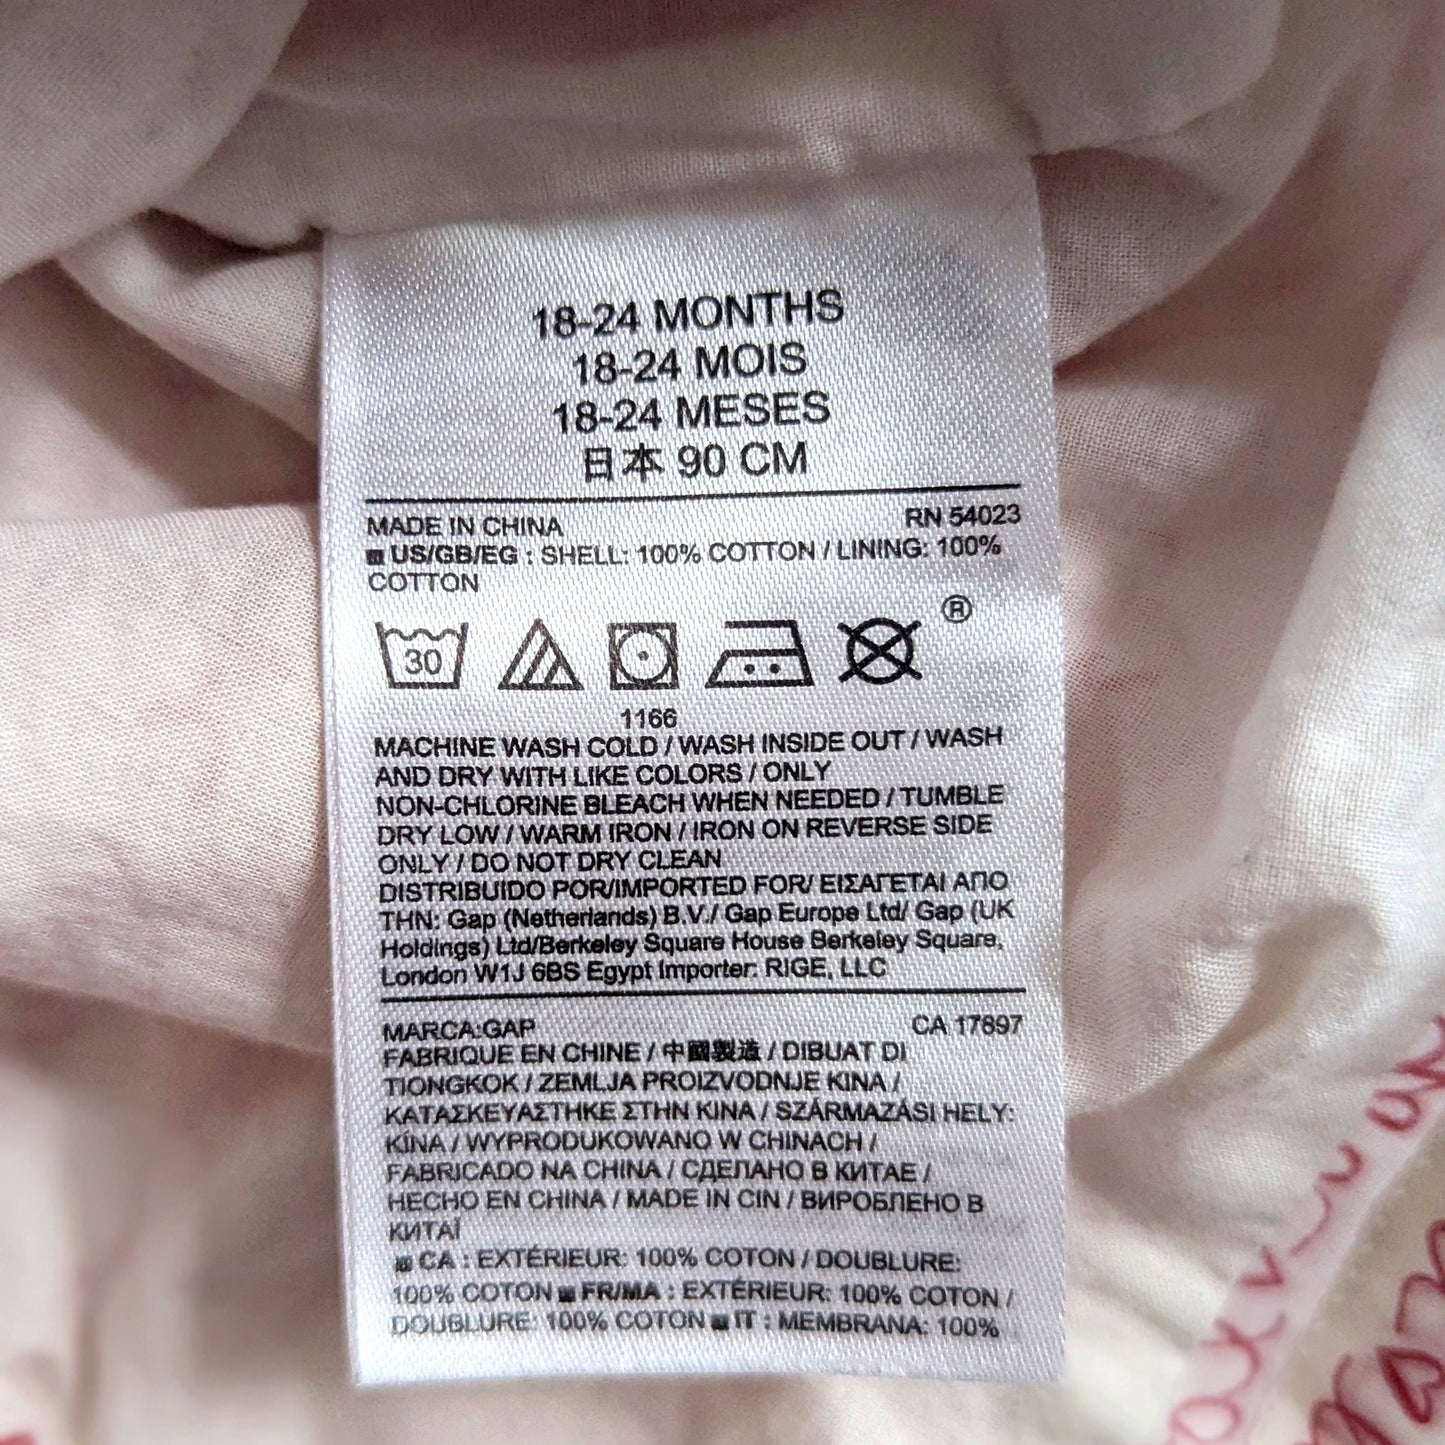 18-24 MONTHS
18-24 MOIS
18-24 MESES
日本 90 CM
MADE IN CHINA RN 54023
US/GB/EG : SHELL: 100% COTTON / LINING: 100%
COTTON
®
30
1166
MACHINE WASH COLD / WASH INSIDE OUT / WASH
AND DRY WITH LIKE COLORS / ONLY
NON-CHLORINE BLEACH WHEN NEEDED / TUMBLE
DRY LOW / WARM IRON / IRON ON REVERSE SIDE
ONLY / DO NOT DRY CLEAN
DISTRIBUIDO POR/IMPORTED FOR/ ΕΙΣΑΓΕΤΑΙ ΑΠΟ
ΤΗΝ: Gap (Netherlands) B.V./ Gap Europe Ltd/ Gap (UK
Holdings) Ltd/Berkeley Square House Berkeley Square,
London W1J 6BS Egypt Importer: RIGE, LLC
MARCA:GAP CA 17897
FABRIQUE EN CHINE / 中國製造 / DIBUAT DI
TIONGKOK / ZEMLJA PROIZVODNJE KINA /
ΚΑΤΑΣΚΕΥΑΣΤΗΚΕ ΣΤΗΝ ΚΙΝΑ / SZÁRMAZÁSI HELY:
KÍNA / WYPRODUKOWANO W CHINACH /
FABRICADO NA CHINA / СДЕЛАНО В КИТАЕ /
HECHO EN CHINA / MADE IN CIN / ВИРОБЛЕНО В
КИТАЇ
CA : EXTÉRIEUR: 100% COTON / DOUBLURE:
100% COTON FR/MA : EXTÉRIEUR: 100% COTON /
DOUBLURE: 100% COTON IT : MEMBRANA: 100%